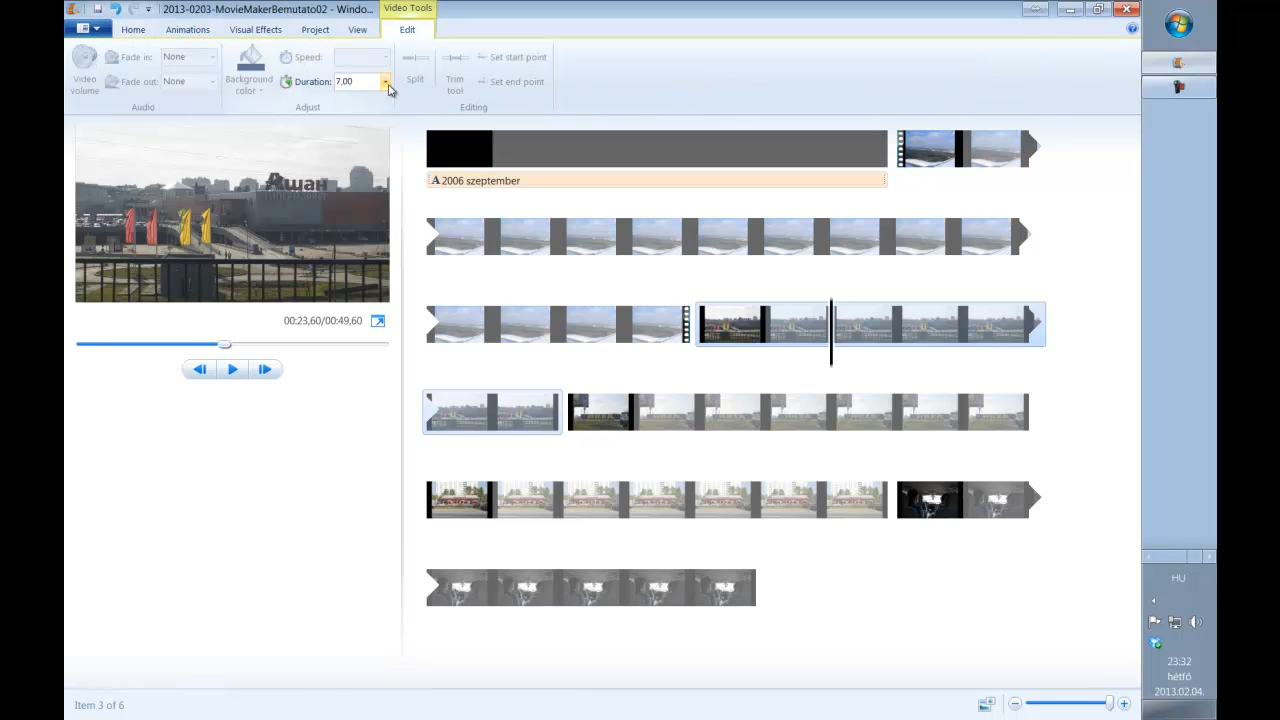 2013-0203-MovieMakerBemutato02 - Windo...
Video Tools
Home
Animations
Visual Effects
Project
View
Edit
Video volume
Fade in: None
Fade out: None
Audio
Background color
Speed:
Duration: 7,00
Adjust
Split
Trim tool
Set start point
Set end point
Editing
Ашан
A 2006 szeptember
00:23,60/00:49,60
HU
23:32
hétfő
2013.02.04.
Item 3 of 6